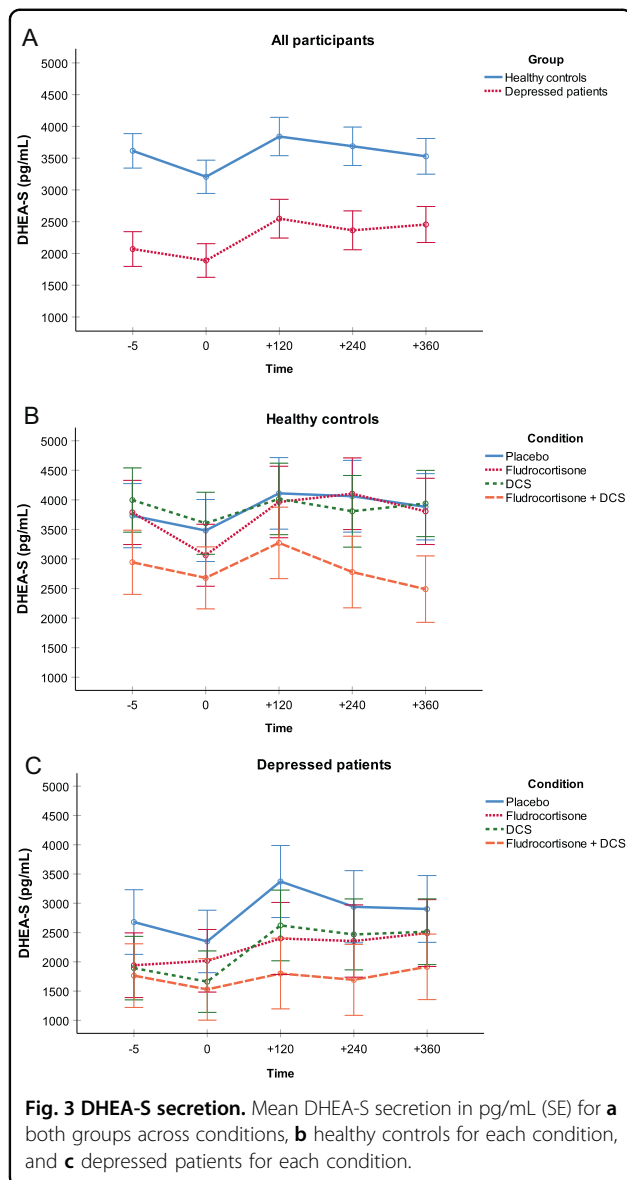 A
All participants
Group
Healthy controls
Depressed patients
DHEA-S (pg/mL)
5000
4500
4000
3500
3000
2500
2000
1500
1000
-5 0 +120 +240 +360
Time
B
Healthy controls
Condition
Placebo
Fludrocortisone
DCS
Fludrocortisone + DCS
DHEA-S (pg/mL)
5000
4500
4000
3500
3000
2500
2000
1500
1000
-5 0 +120 +240 +360
Time
C
Depressed patients
Condition
Placebo
Fludrocortisone
DCS
Fludrocortisone + DCS
DHEA-S (pg/mL)
5000
4500
4000
3500
3000
2500
2000
1500
1000
-5 0 +120 +240 +360
Time
Fig. 3 DHEA-S secretion. Mean DHEA-S secretion in pg/mL (SE) for a
both groups across conditions, b healthy controls for each condition,
and c depressed patients for each condition.